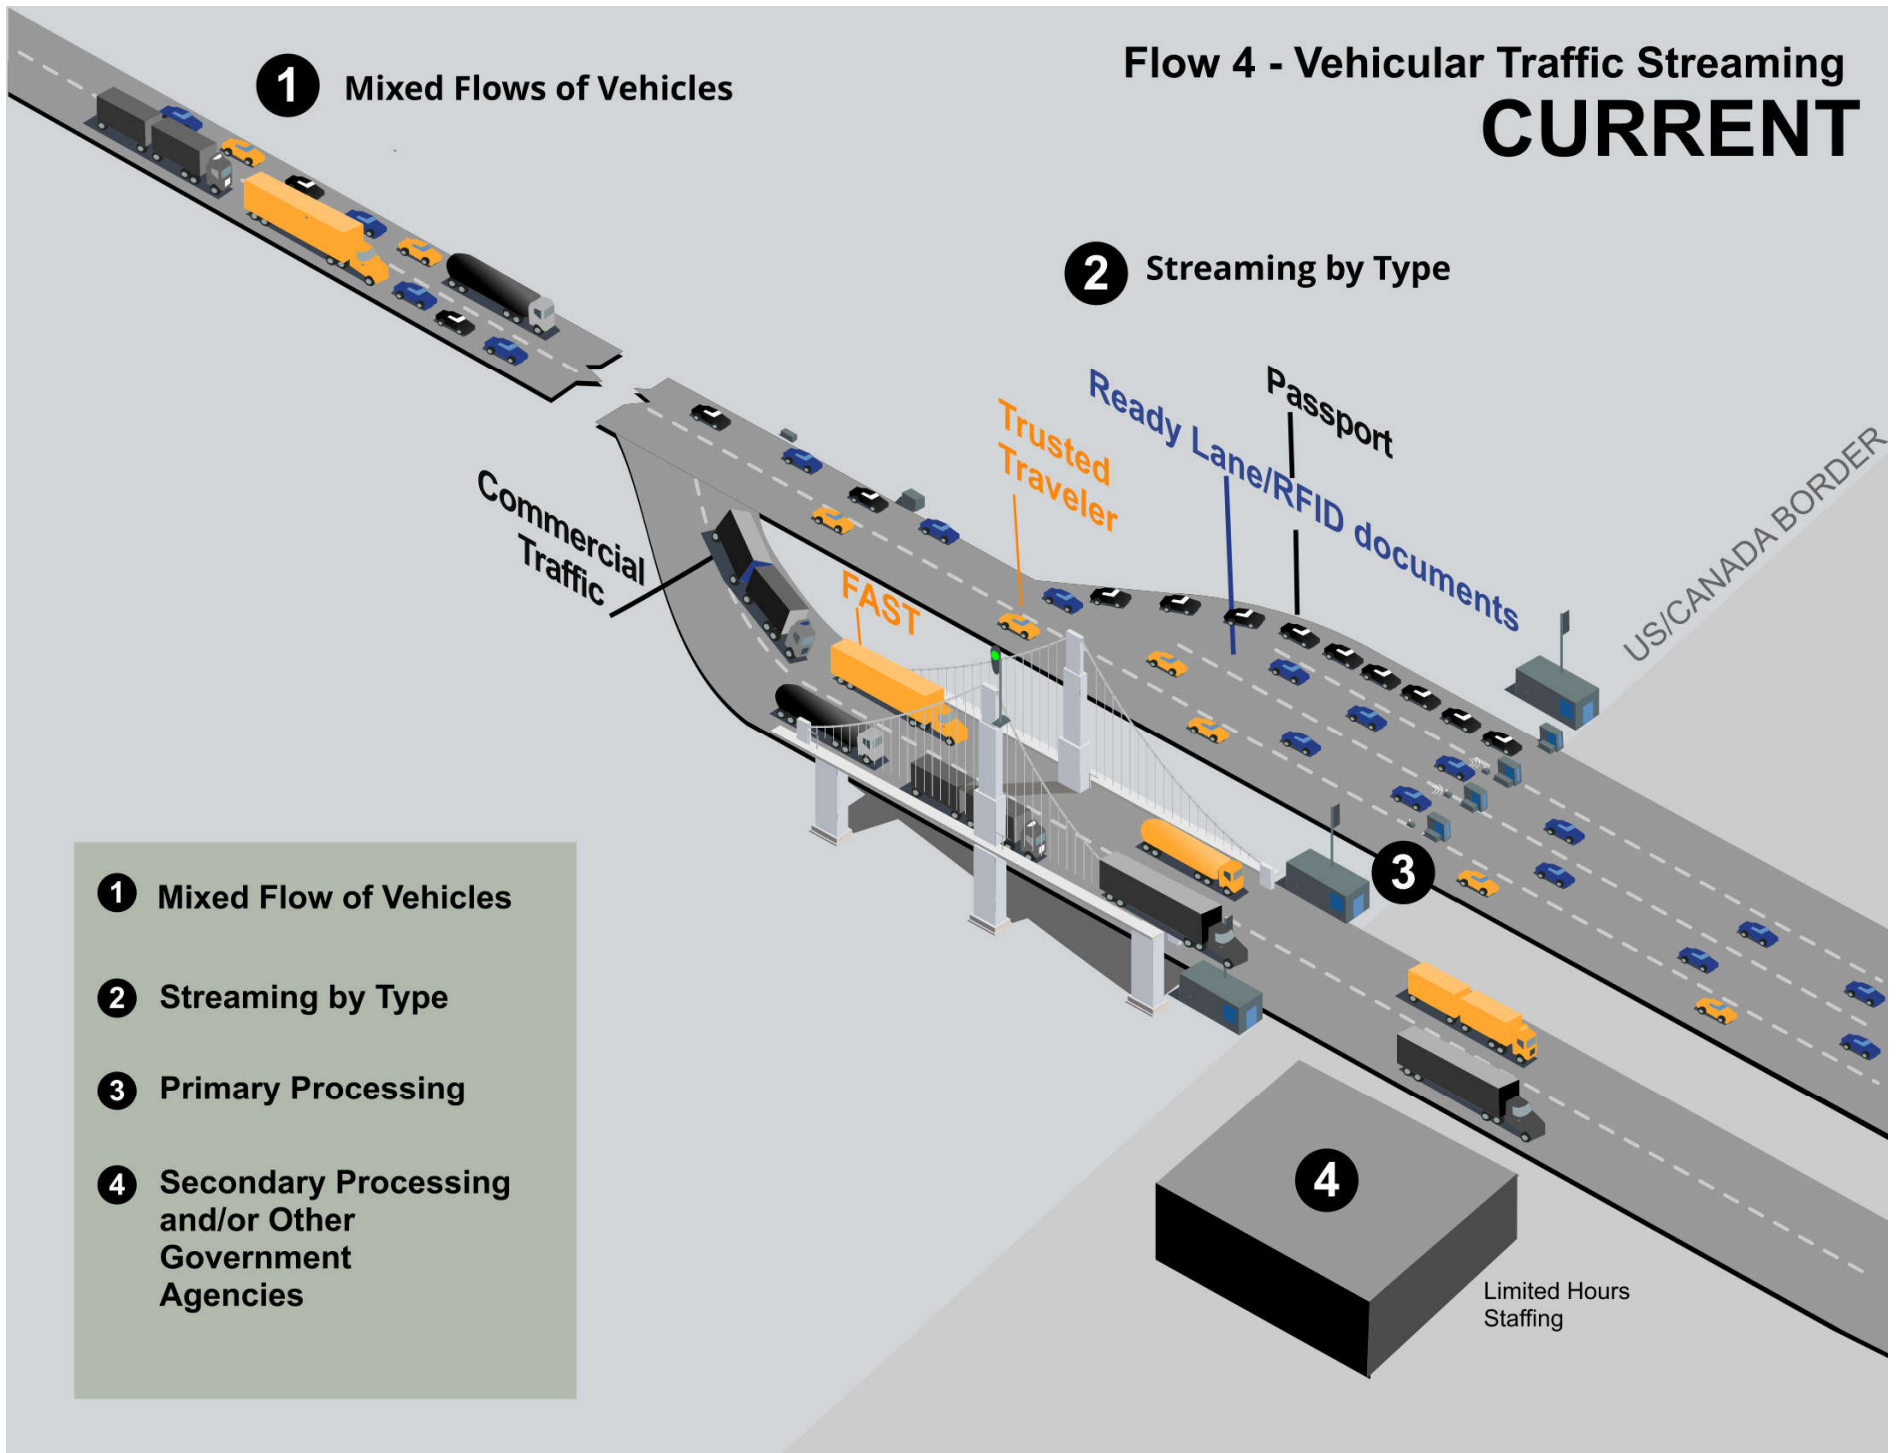 Flow 4 - Vehicular Traffic Streaming
CURRENT
1 Mixed Flows of Vehicles
2 Streaming by Type
Passport
Ready Lane/RFID documents
Trusted
Traveler
US/CANADA BORDER
Commercial
Traffic
FAST
3
1 Mixed Flow of Vehicles
2 Streaming by Type
3 Primary Processing
4 Secondary Processing
and/or Other
Government
Agencies
4
Limited Hours
Staffing